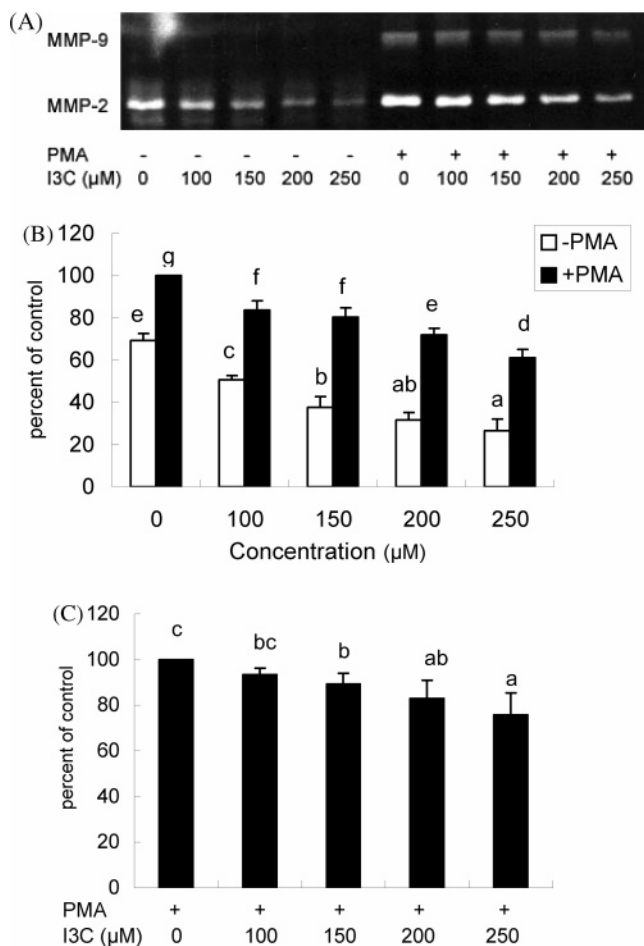 (A)
MMP-9
MMP-2
PMA - - - - - + + + + +
I3C (µM) 0 100 150 200 250 0 100 150 200 250
(B)
120
100
80
60
40
20
0
percent of control
e g c f b f ab e a d
-PMA
+PMA
0 100 150 200 250
Concentration (µM)
(C)
120
100
80
60
40
20
0
percent of control
c bc b ab a
PMA + + + + +
I3C (µM) 0 100 150 200 250